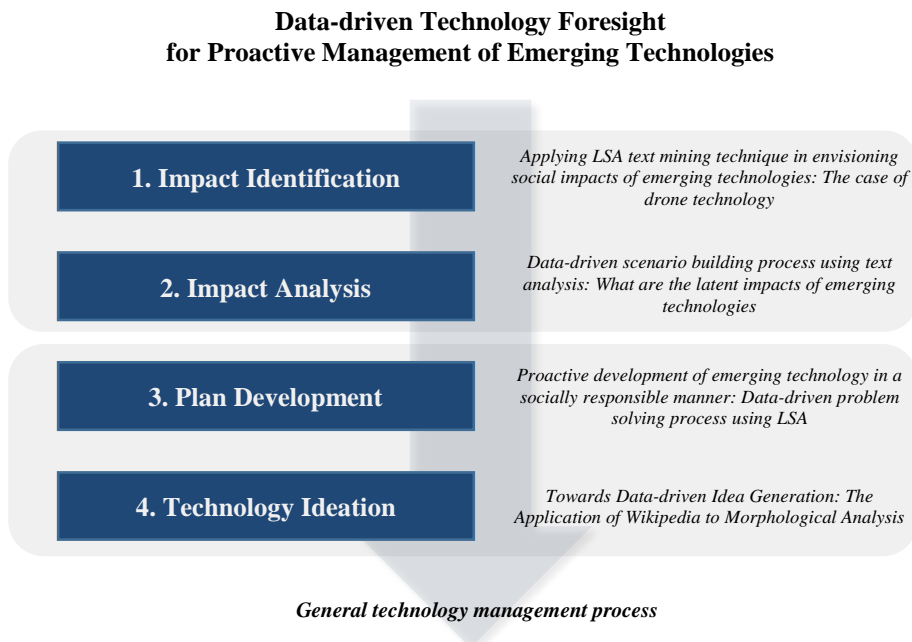 Data-driven Technology Foresight
for Proactive Management of Emerging Technologies
1. Impact Identification
Applying LSA text mining technique in envisioning
social impacts of emerging technologies: The case of
drone technology
2. Impact Analysis
Data-driven scenario building process using text
analysis: What are the latent impacts of emerging
technologies
3. Plan Development
Proactive development of emerging technology in a
socially responsible manner: Data-driven problem
solving process using LSA
4. Technology Ideation
Towards Data-driven Idea Generation: The
Application of Wikipedia to Morphological Analysis
General technology management process